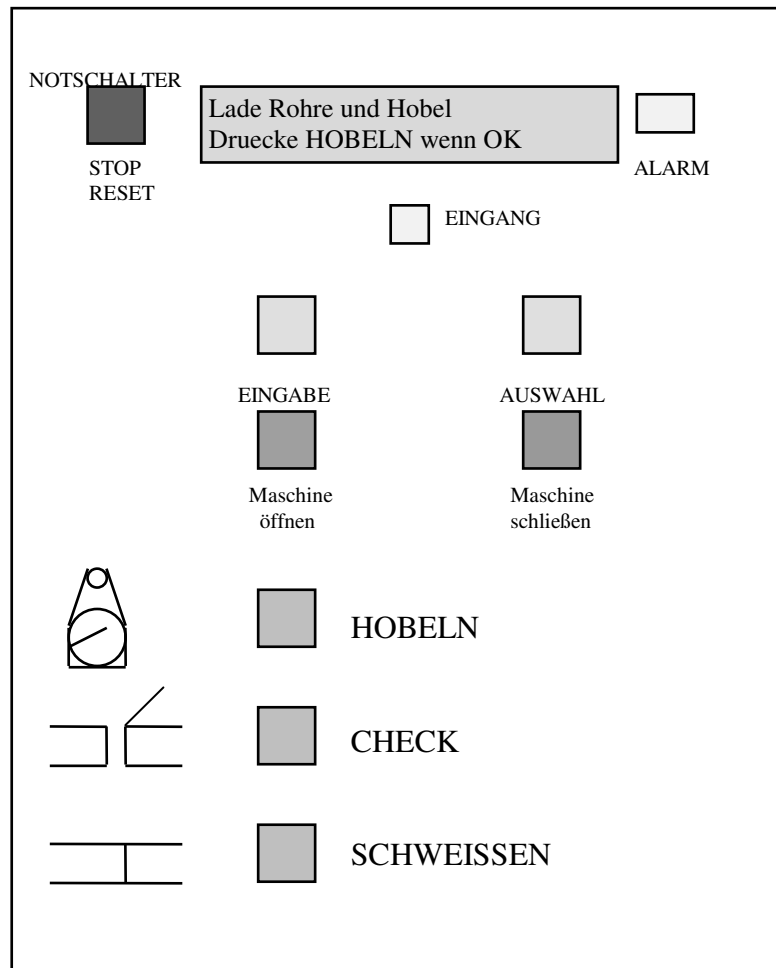 NOTSCHALTER
Lade Rohre und Hobel
Druecke HOBELN wenn OK
STOP
RESET
ALARM
EINGANG
EINGABE
AUSWAHL
Maschine
öffnen
Maschine
schließen
HOBELN
CHECK
SCHWEISSEN